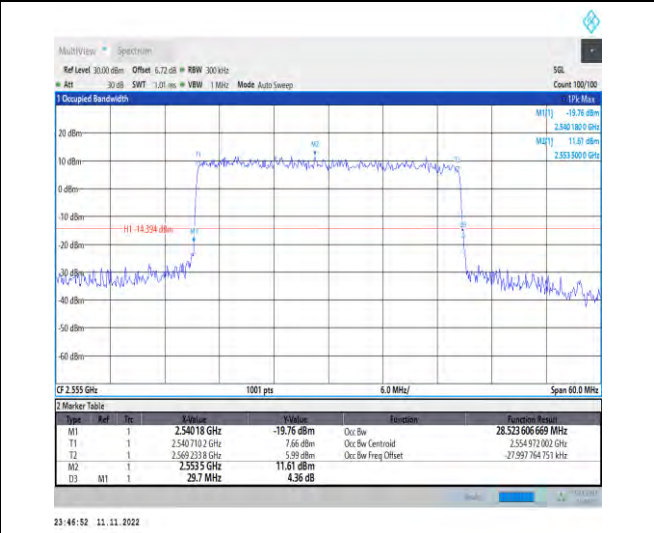 MultiView Spectrum
Ref Level 30.00 dBm Offset 6.72 dB RBW 300 kHz SGL
Att 30 dB SWT 1.01 ms VBW 1 MHz Mode Auto Sweep Count 100/100
1 Occupied Bandwidth 1Pk Max
M1[1] -19.76 dBm
2.540 180 0 GHz
M2[1] 11.61 dBm
2.553 500 0 GHz
20 dBm
M2
T1
10 dBm
0 dBm
-10 dBm
H1 -14.394 dBm M1
-20 dBm
-30 dBm
-40 dBm
-50 dBm
-60 dBm
CF 2.555 GHz 1001 pts 6.0 MHz/ Span 60.0 MHz
2 Marker Table
Type Ref Trc X-Value Y-Value Function Function Result
M1 1 2.540 18 GHz -19.76 dBm Occ Bw 28.523 606 669 MHz
T1 1 2.540 710 2 GHz 7.66 dBm Occ Bw Centroid 2.554 972 002 GHz
T2 1 2.569 233 8 GHz 5.99 dBm Occ Bw Freq Offset -27.997 764 751 kHz
M2 1 2.553 5 GHz 11.61 dBm
D3 M1 1 29.7 MHz 4.36 dB
23:46:52 11.11.2022